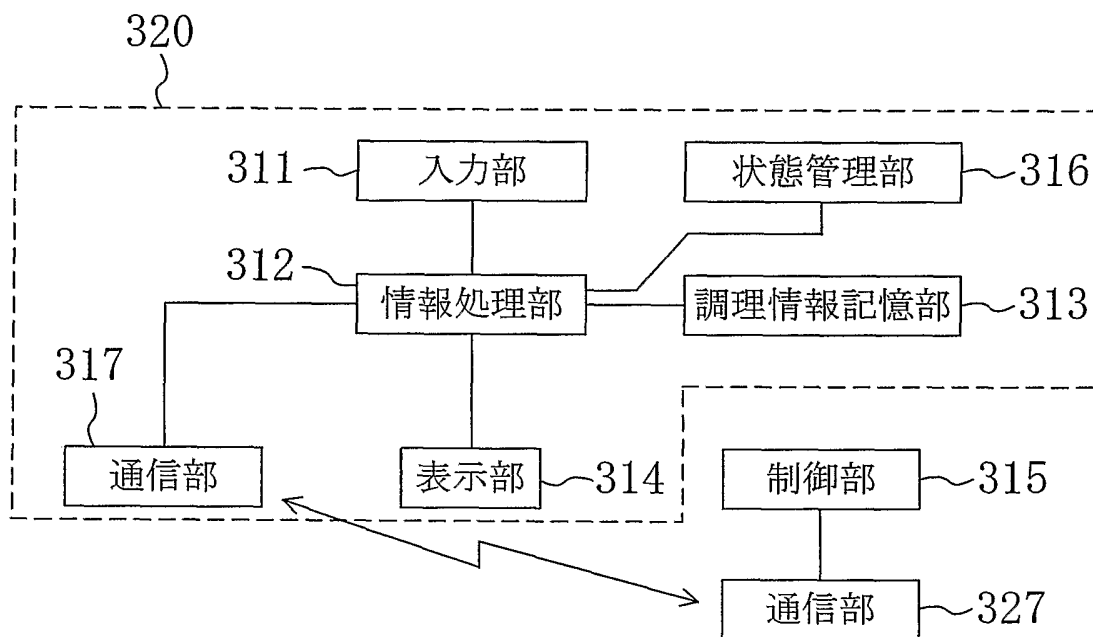 320
311
入力部
状態管理部
316
312
情報処理部
調理情報記憶部
313
317
通信部
表示部
314
制御部
315
通信部
327